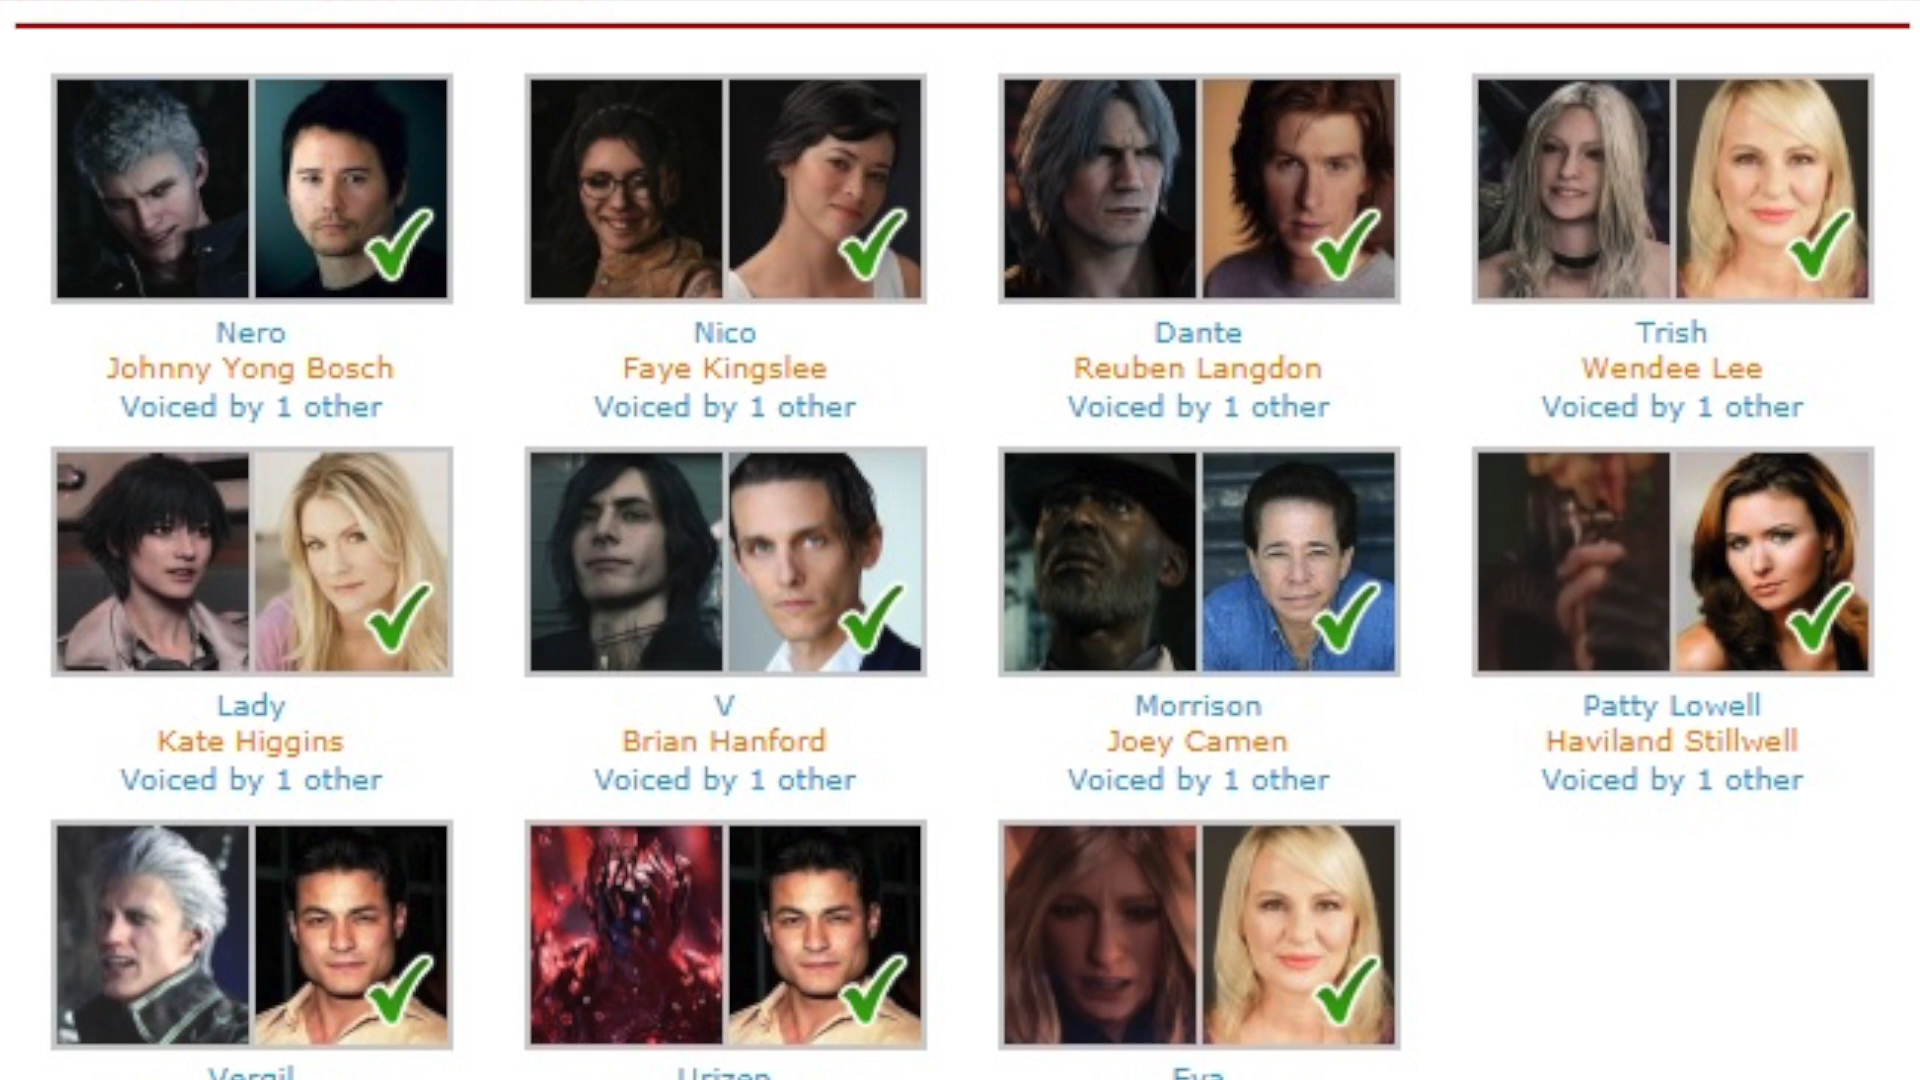 Nero
Johnny Yong Bosch
Voiced by 1 other
Nico
Faye Kingslee
Voiced by 1 other
Dante
Reuben Langdon
Voiced by 1 other
Trish
Wendee Lee
Voiced by 1 other
Lady
Kate Higgins
Voiced by 1 other
V
Brian Hanford
Voiced by 1 other
Morrison
Joey Camen
Voiced by 1 other
Patty Lowell
Haviland Stillwell
Voiced by 1 other
Vergil
Urizen
Eva